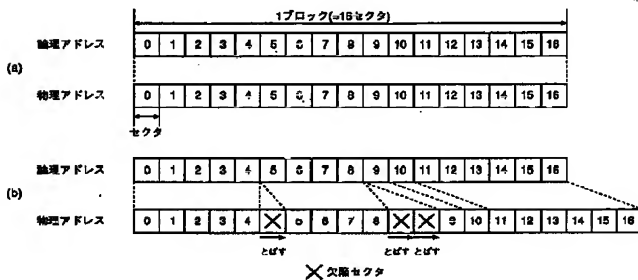 1ブロック(=16セクタ)
論理アドレス 0 1 2 3 4 5 6 7 8 9 10 11 12 13 14 15 16
(a)
物理アドレス 0 1 2 3 4 5 6 7 8 9 10 11 12 13 14 15 16
セクタ
論理アドレス 0 1 2 3 4 5 6 7 8 9 10 11 12 13 14 15 16
(b)
物理アドレス 0 1 2 3 4 5 6 7 8 9 10 11 12 13 14 15 16
とばす とばす とばす
欠陥セクタ